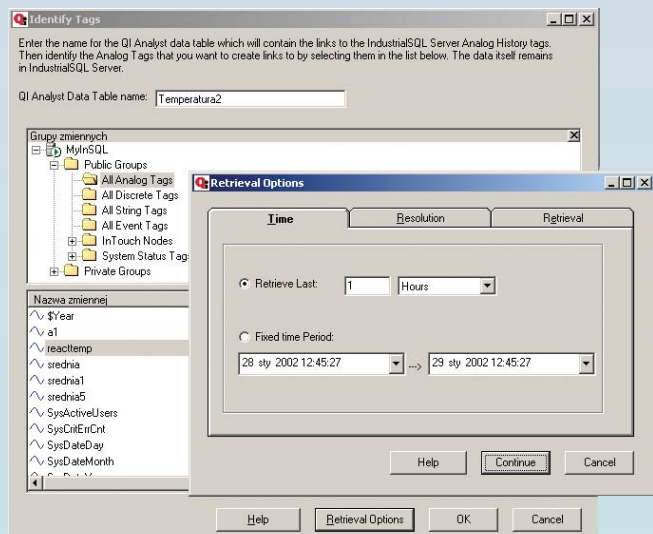 Identify Tags
Enter the name for the QI Analyst data table which will contain the links to the IndustrialSQL Server Analog History tags.
Then identify the Analog Tags that you want to create links to by selecting them in the list below. The data itself remains
in IndustrialSQL Server.
QI Analyst Data Table name: Temperatura2
Grupy zmiennych
MyInSQL
Public Groups
All Analog Tags
All Discrete Tags
All String Tags
All Event Tags
InTouch Nodes
System Status Tag
Private Groups
Nazwa zmiennej
$Year
a1
reacttemp
srednia
srednia1
srednia5
SysActiveUsers
SysCritErrCnt
SysDateDay
SysDateMonth
Help Retrieval Options OK Cancel
Retrieval Options
Time Resolution Retrieval
Retrieve Last: 1 Hours
Fixed time Period:
28 sty 2002 12:45:27 ...> 29 sty 2002 12:45:27
Help Continue Cancel